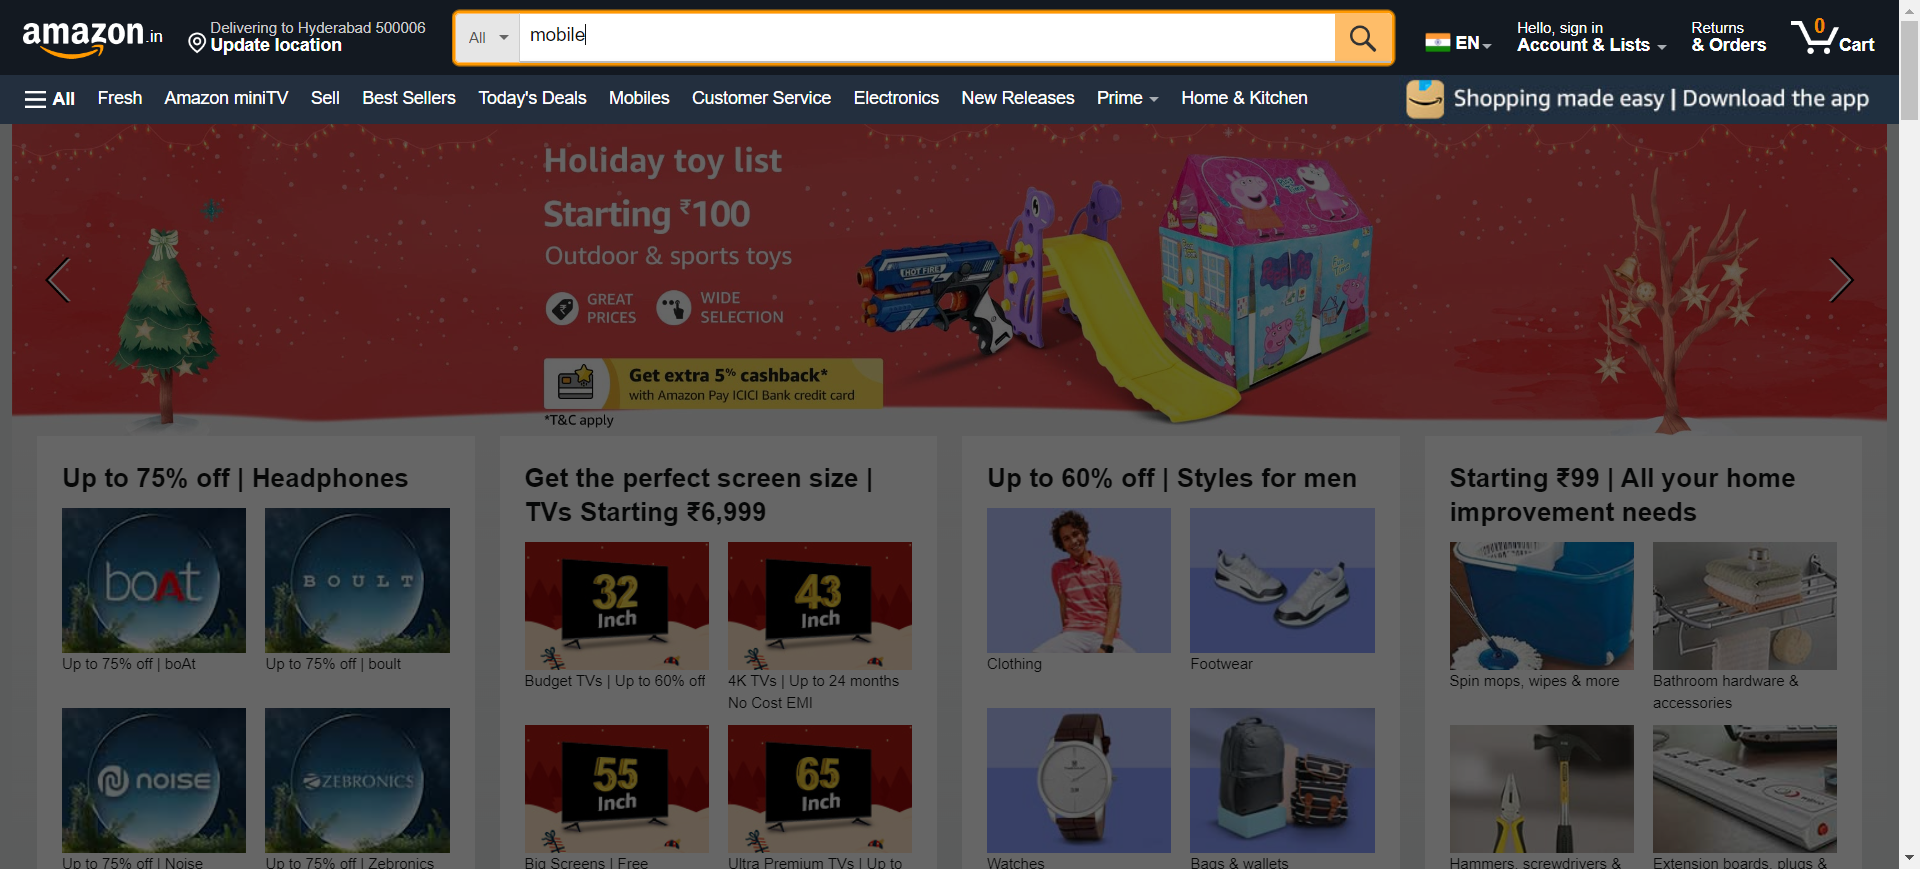 amazon.in
Delivering to Hyderabad 500006
Update location
All
mobile
EN
Hello, sign in
Account & Lists
Returns
& Orders
0
Cart
All
Fresh
Amazon miniTV
Sell
Best Sellers
Today's Deals
Mobiles
Customer Service
Electronics
New Releases
Prime
Home & Kitchen
Shopping made easy | Download the app
Holiday toy list
Starting ₹100
Outdoor & sports toys
GREAT
PRICES
WIDE
SELECTION
Get extra 5% cashback*
with Amazon Pay ICICI Bank credit card
*T&C apply
HOT FIRE
Up to 75% off | Headphones
boAt
BOULT
Up to 75% off | boAt
Up to 75% off | boult
NOISE
ZEBRONICS
Up to 75% off | Noise
Up to 75% off | Zebronics
Get the perfect screen size |
TVs Starting ₹6,999
32
Inch
43
Inch
Budget TVs | Up to 60% off
4K TVs | Up to 24 months
No Cost EMI
55
Inch
65
Inch
Big Screens | Free
Ultra Premium TVs | Up to
Up to 60% off | Styles for men
Clothing
Footwear
Watches
Bags & wallets
Starting ₹99 | All your home
improvement needs
Spin mops, wipes & more
Bathroom hardware &
accessories
Hammers, screwdrivers &
Extension boards, plugs &